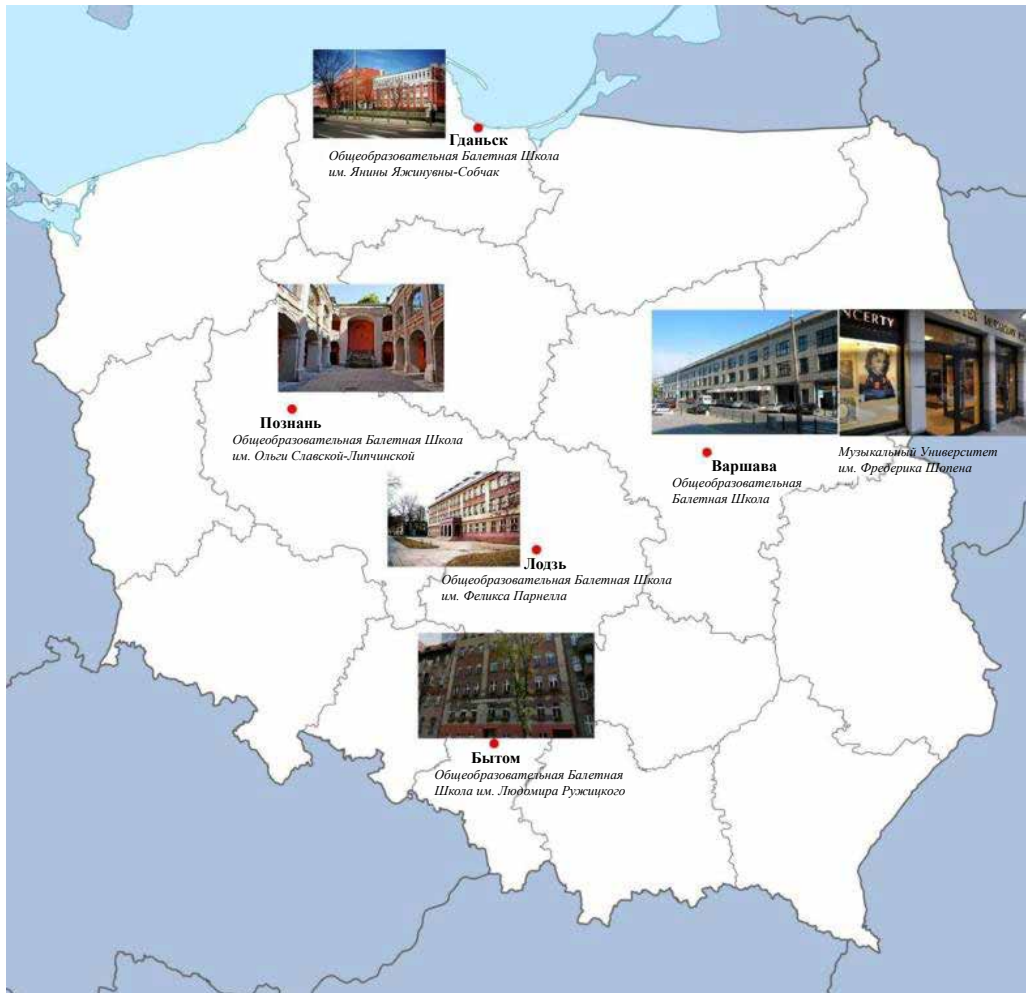 Гданьск
Общеобразовательная Балетная Школа
им. Янины Яжинувны-Собчак
Познань
Общеобразовательная Балетная Школа
им. Ольги Славской-Липчинской
NCERTY
Варшава
Общеобразовательная
Балетная Школа
Музыкальный Университет
им. Фредерика Шопена
Лодзь
Общеобразовательная Балетная Школа
им. Феликса Парнелла
Бытом
Общеобразовательная Балетная
Школа им. Людомира Ружицкого